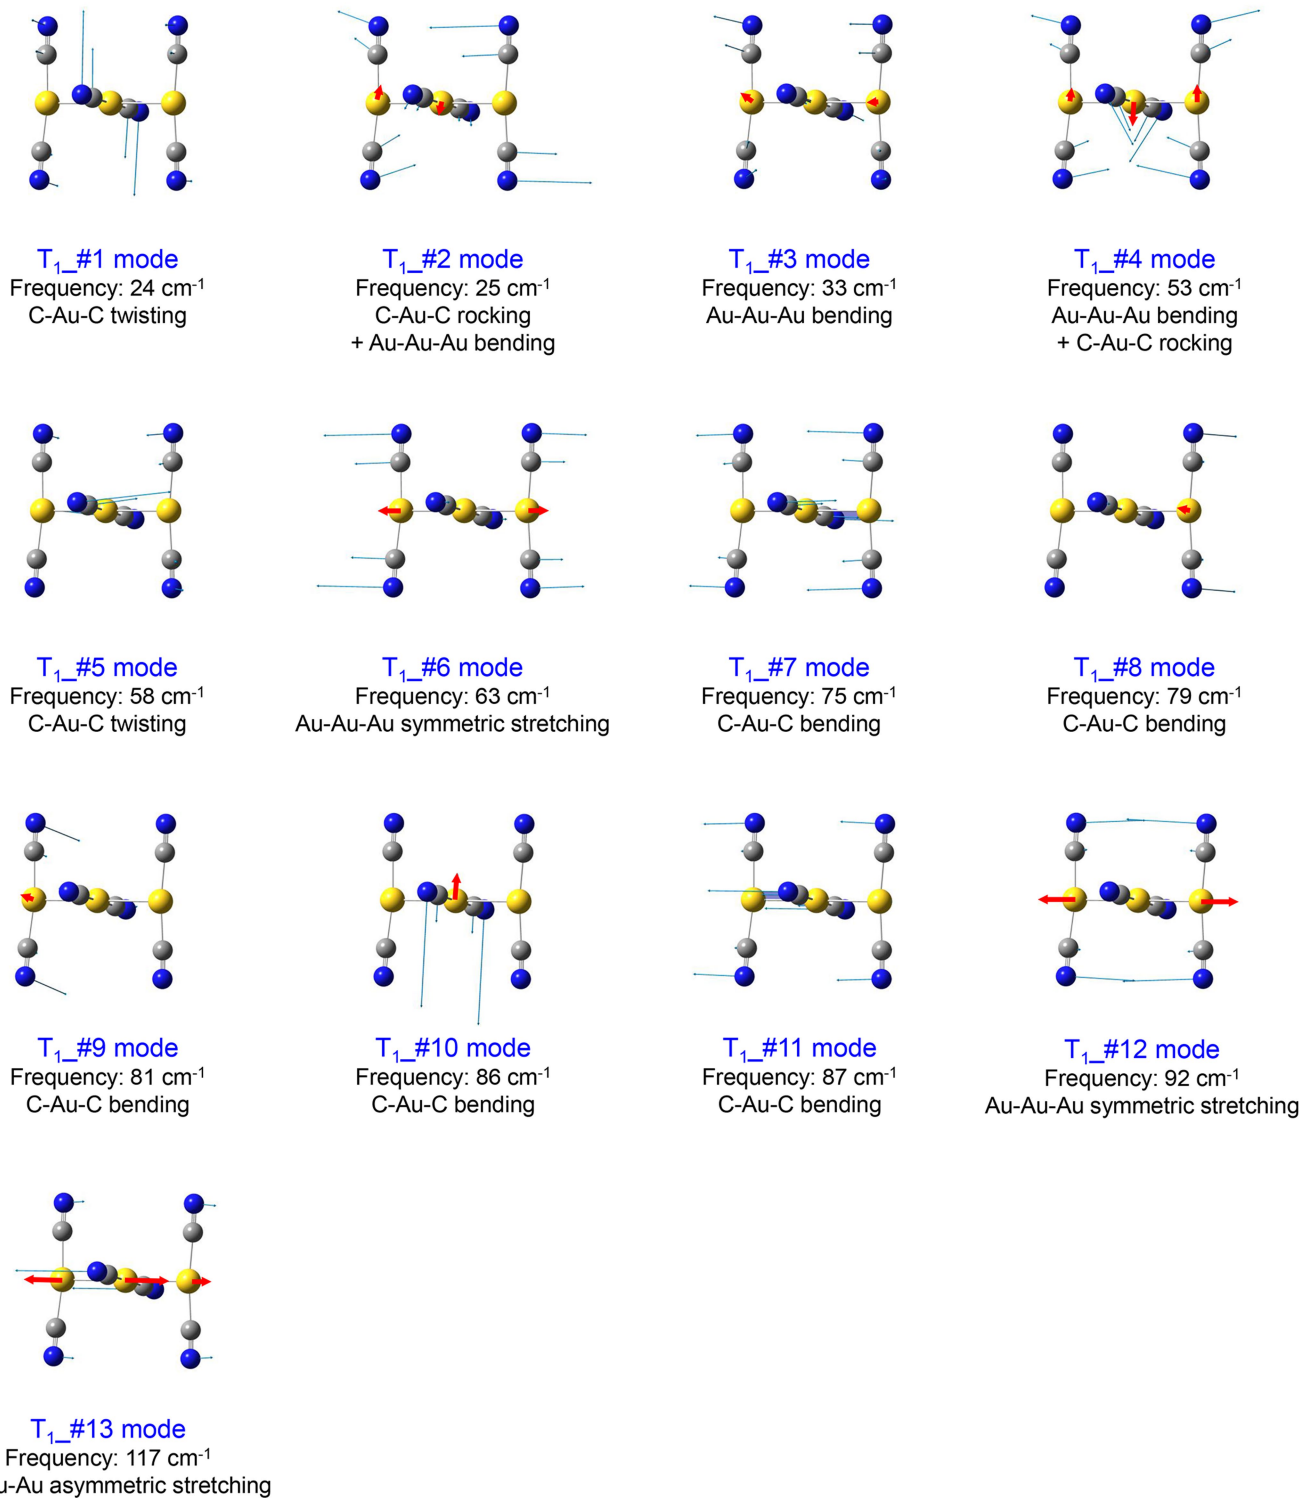 T₁_#1 mode
Frequency: 24 cm⁻¹
C-Au-C twisting
T₁_#2 mode
Frequency: 25 cm⁻¹
C-Au-C rocking
+ Au-Au-Au bending
T₁_#3 mode
Frequency: 33 cm⁻¹
Au-Au-Au bending
T₁_#4 mode
Frequency: 53 cm⁻¹
Au-Au-Au bending
+ C-Au-C rocking
T₁_#5 mode
Frequency: 58 cm⁻¹
C-Au-C twisting
T₁_#6 mode
Frequency: 63 cm⁻¹
Au-Au-Au symmetric stretching
T₁_#7 mode
Frequency: 75 cm⁻¹
C-Au-C bending
T₁_#8 mode
Frequency: 79 cm⁻¹
C-Au-C bending
T₁_#9 mode
Frequency: 81 cm⁻¹
C-Au-C bending
T₁_#10 mode
Frequency: 86 cm⁻¹
C-Au-C bending
T₁_#11 mode
Frequency: 87 cm⁻¹
C-Au-C bending
T₁_#12 mode
Frequency: 92 cm⁻¹
Au-Au-Au symmetric stretching
T₁_#13 mode
Frequency: 117 cm⁻¹
u-Au asymmetric stretching